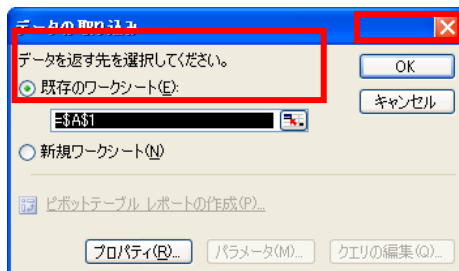 データの取り込み
データを返す先を選択してください。
OK
既存のワークシート(E):
キャンセル
=$A$1
新規ワークシート(N)
ピボットテーブル レポートの作成(P)...
プロパティ(R)...
パラメータ(M)...
クエリの編集(Q)...